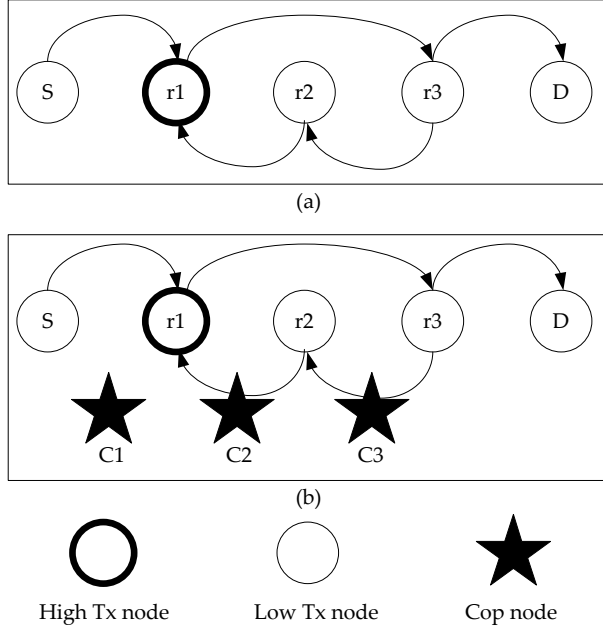 S r1 r2 r3 D
(a)
S r1 r2 r3 D
C1 C2 C3
(b)
High Tx node Low Tx node Cop node